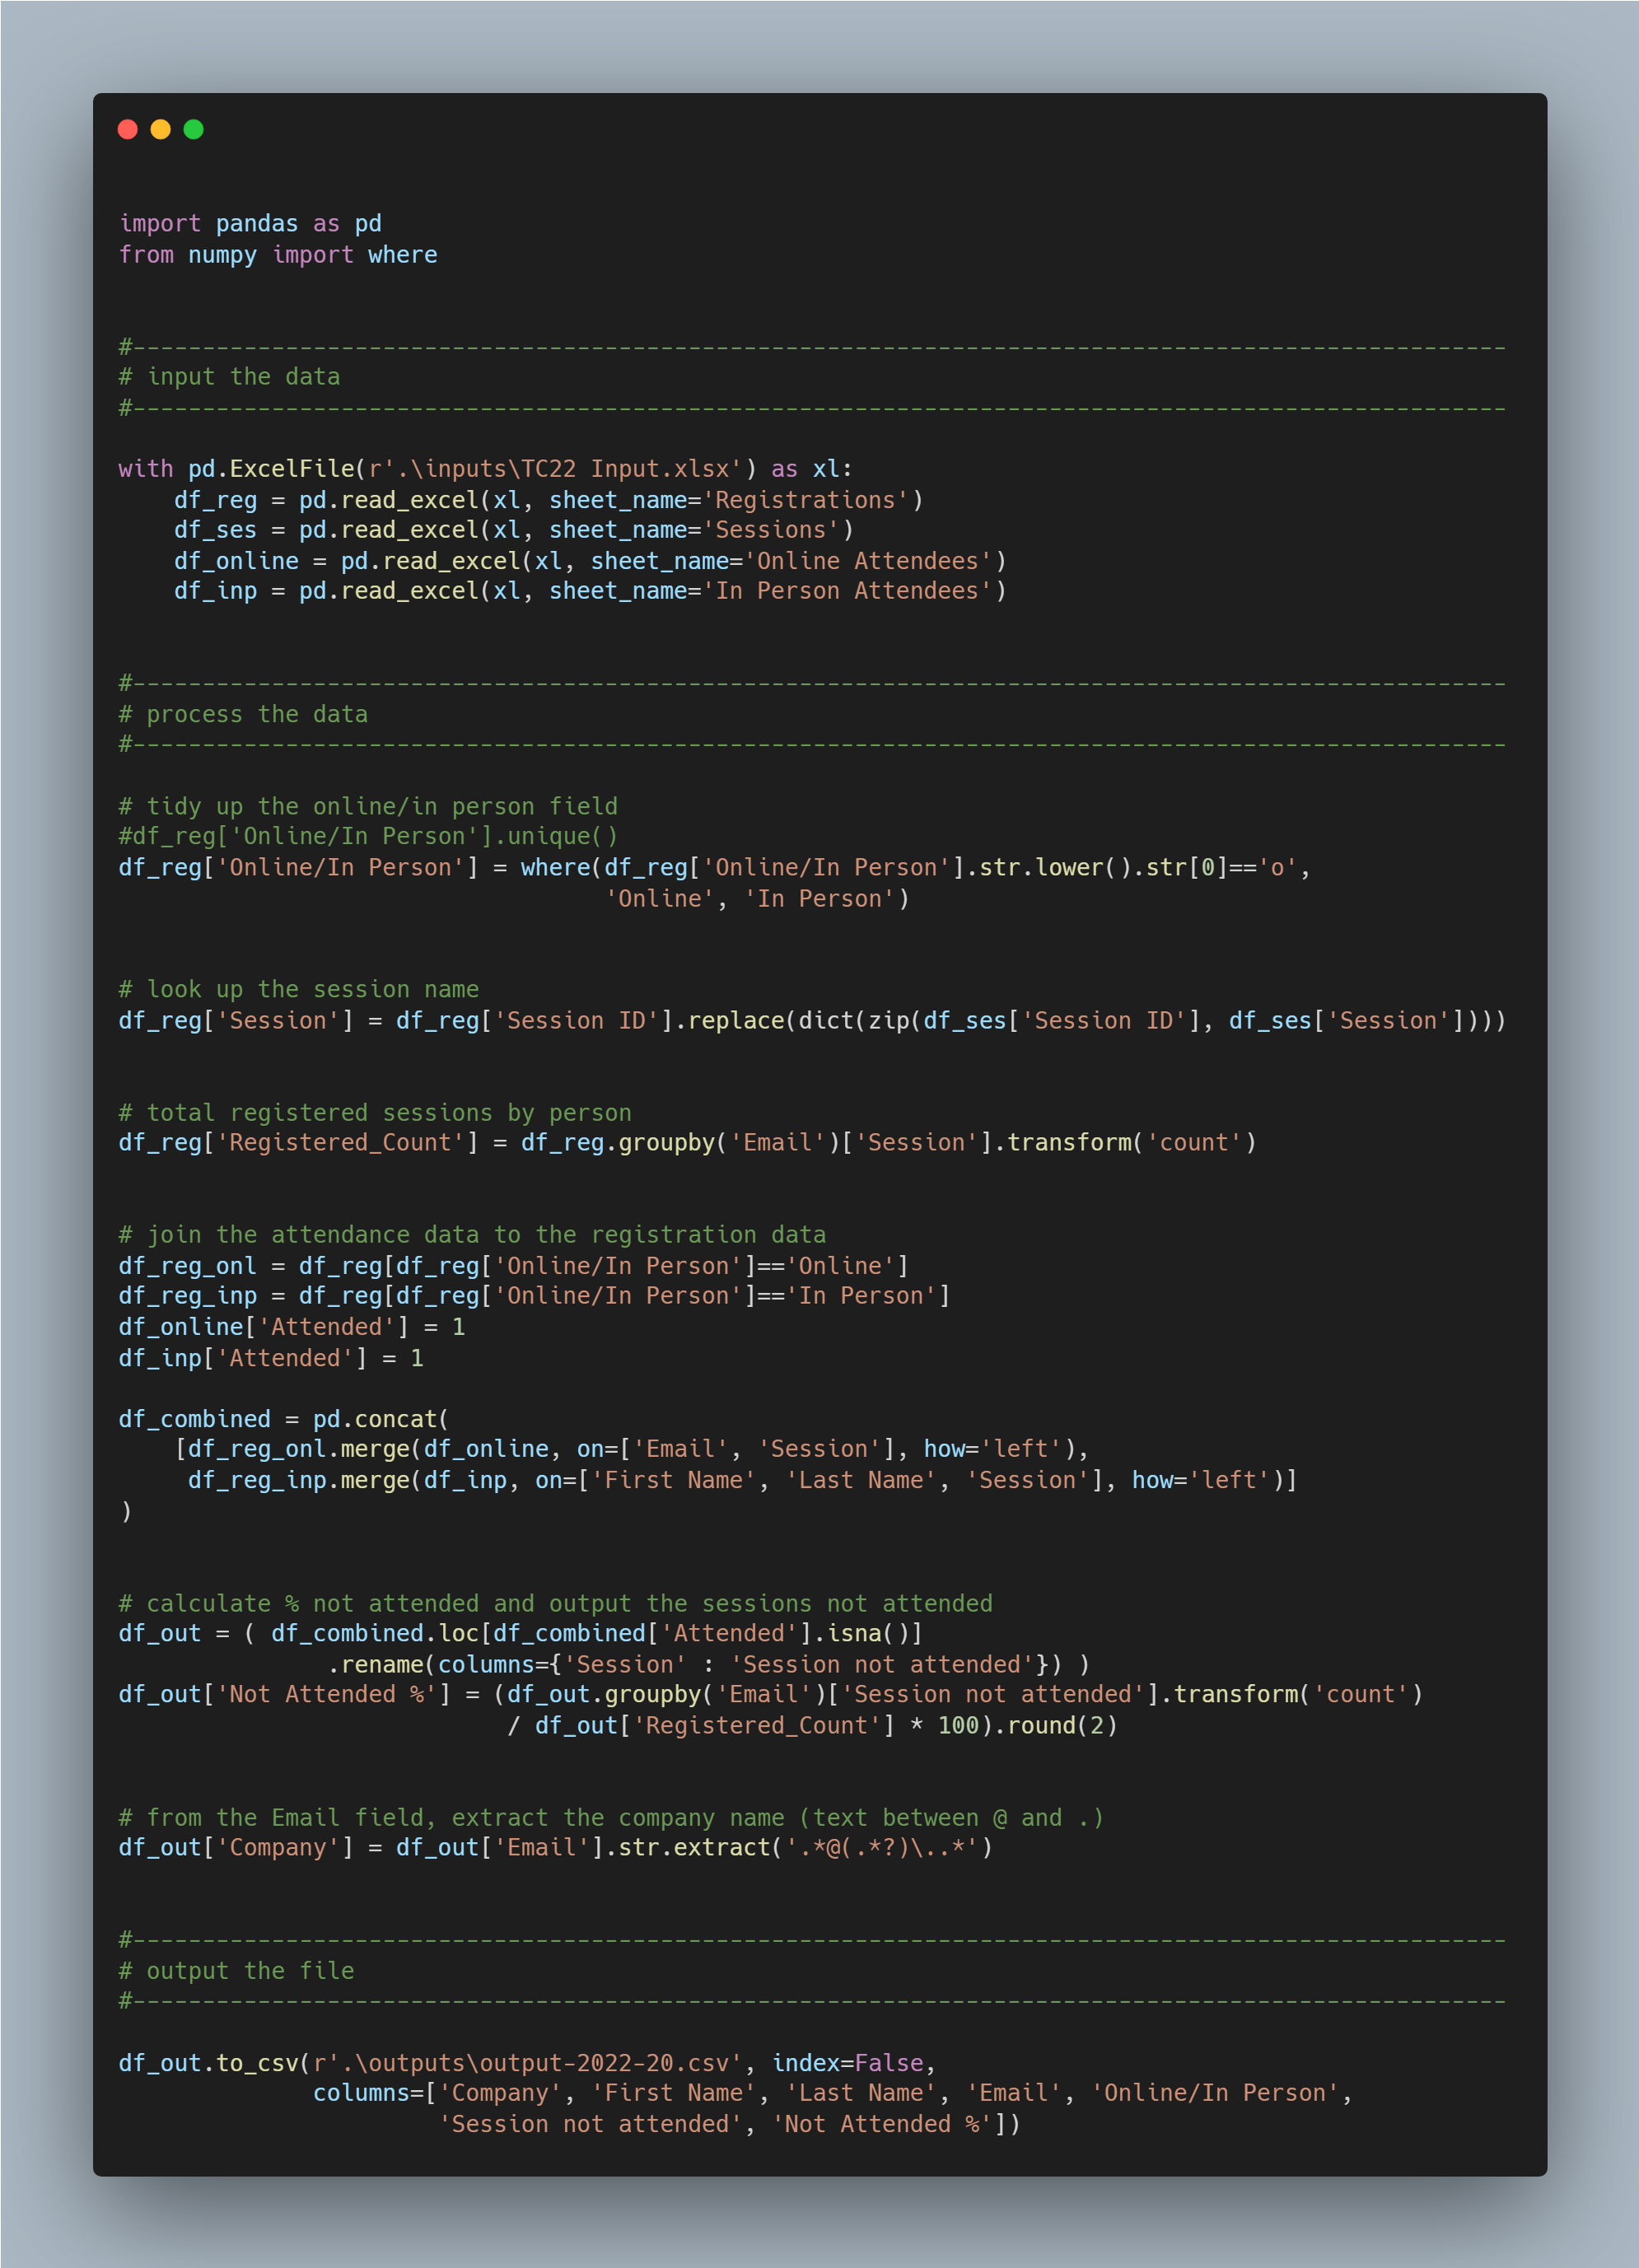 import pandas as pd
from numpy import where
#---------------------------------------------------------------------------------------------------
# input the data
#---------------------------------------------------------------------------------------------------
with pd.ExcelFile(r'.\inputs\TC22 Input.xlsx') as xl:
    df_reg = pd.read_excel(xl, sheet_name='Registrations')
    df_ses = pd.read_excel(xl, sheet_name='Sessions')
    df_online = pd.read_excel(xl, sheet_name='Online Attendees')
    df_inp = pd.read_excel(xl, sheet_name='In Person Attendees')
#---------------------------------------------------------------------------------------------------
# process the data
#---------------------------------------------------------------------------------------------------
# tidy up the online/in person field
#df_reg['Online/In Person'].unique()
df_reg['Online/In Person'] = where(df_reg['Online/In Person'].str.lower().str[0]=='o',
                                   'Online', 'In Person')
# look up the session name
df_reg['Session'] = df_reg['Session ID'].replace(dict(zip(df_ses['Session ID'], df_ses['Session'])))
# total registered sessions by person
df_reg['Registered_Count'] = df_reg.groupby('Email')['Session'].transform('count')
# join the attendance data to the registration data
df_reg_onl = df_reg[df_reg['Online/In Person']=='Online']
df_reg_inp = df_reg[df_reg['Online/In Person']=='In Person']
df_online['Attended'] = 1
df_inp['Attended'] = 1
df_combined = pd.concat(
    [df_reg_onl.merge(df_online, on=['Email', 'Session'], how='left'),
     df_reg_inp.merge(df_inp, on=['First Name', 'Last Name', 'Session'], how='left')]
)
# calculate % not attended and output the sessions not attended
df_out = ( df_combined.loc[df_combined['Attended'].isna()]
               .rename(columns={'Session' : 'Session not attended'}) )
df_out['Not Attended %'] = (df_out.groupby('Email')['Session not attended'].transform('count')
                            / df_out['Registered_Count'] * 100).round(2)
# from the Email field, extract the company name (text between @ and .)
df_out['Company'] = df_out['Email'].str.extract('.*@(.*?)\..*')
#---------------------------------------------------------------------------------------------------
# output the file
#---------------------------------------------------------------------------------------------------
df_out.to_csv(r'.\outputs\output-2022-20.csv', index=False,
              columns=['Company', 'First Name', 'Last Name', 'Email', 'Online/In Person',
                       'Session not attended', 'Not Attended %'])